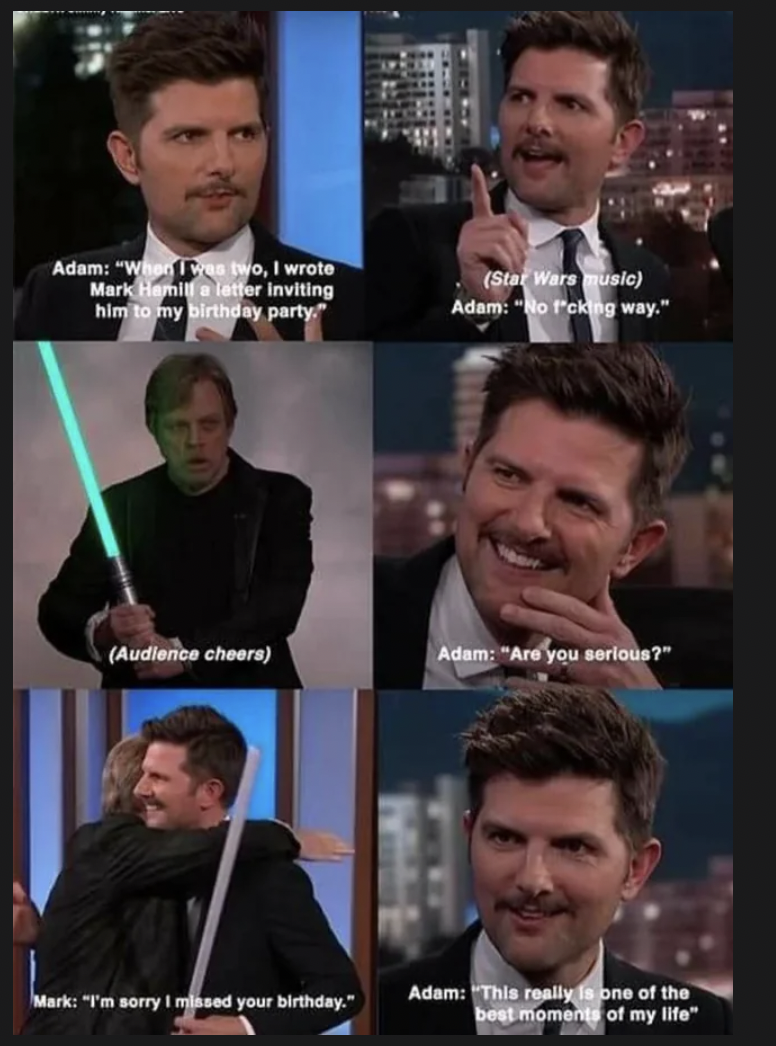 Adam: "When I was two, I wrote
Mark Hamill a letter inviting
him to my birthday party."
(Star Wars music)
Adam: "No f*cking way."
(Audience cheers)
Adam: "Are you serious?"
Mark: "I'm sorry I missed your birthday."
Adam: "This really is one of the
best moments of my life"